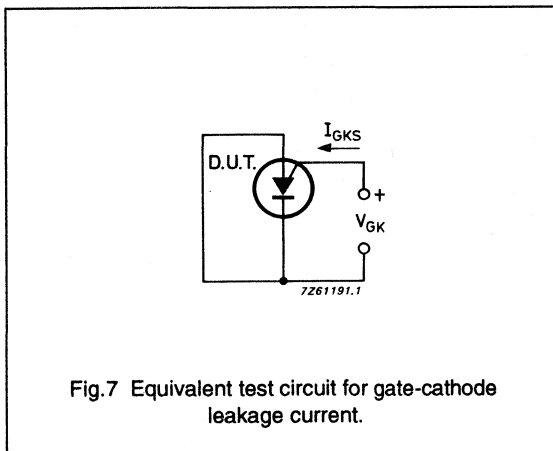 I_GKS
D.U.T.
+
V_GK
7Z61191.1
Fig.7 Equivalent test circuit for gate-cathode
leakage current.